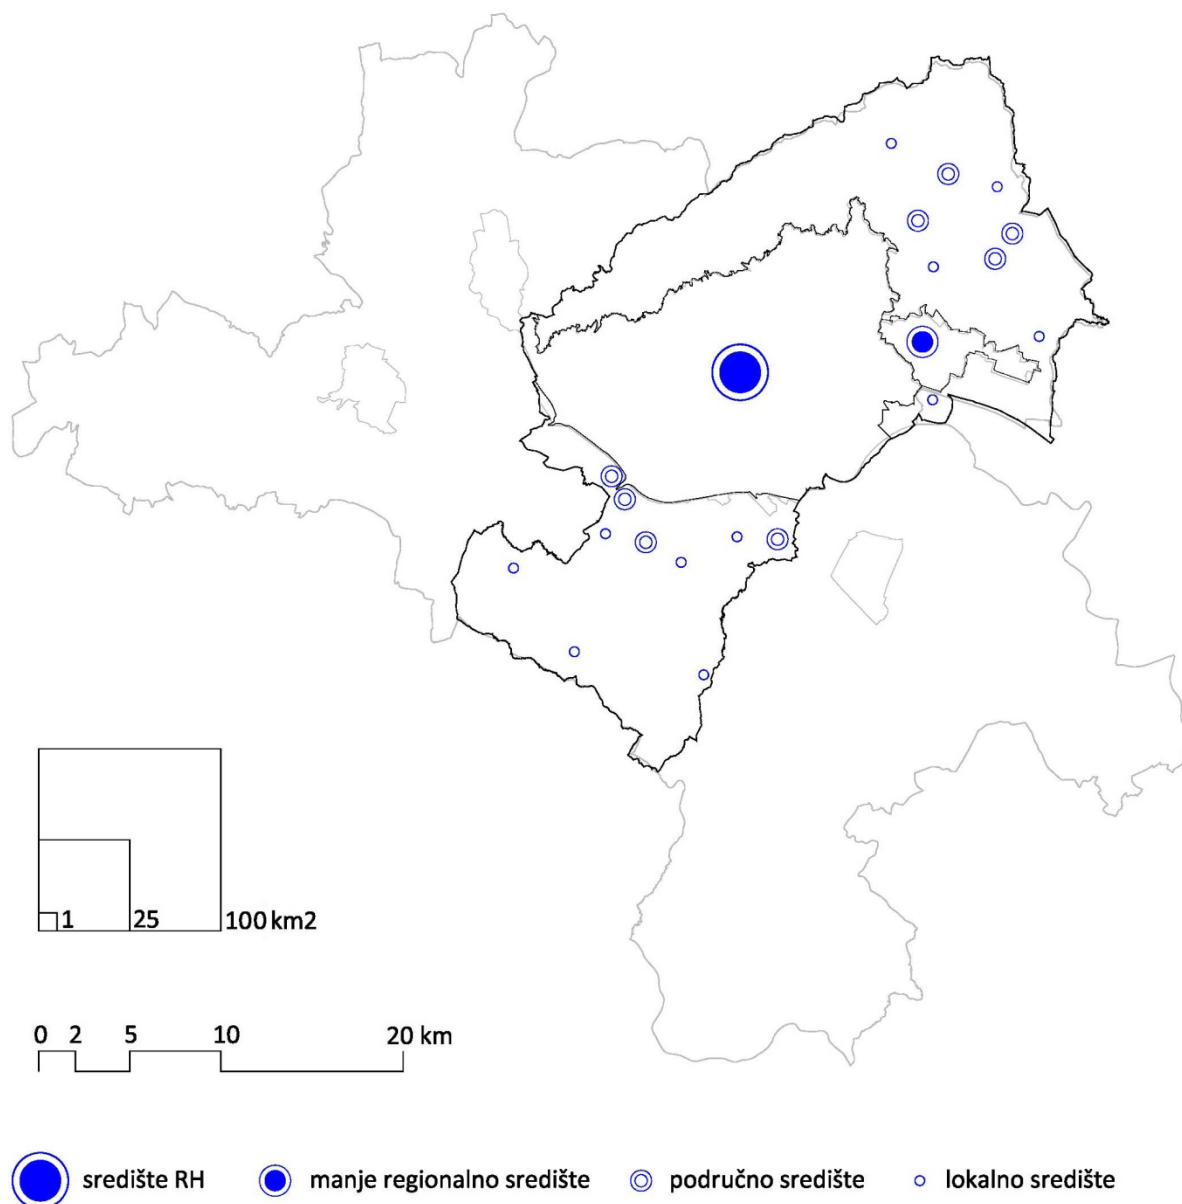 1 25 100 km2
0 2 5 10 20 km
središte RH manje regionalno središte područno središte lokalno središte